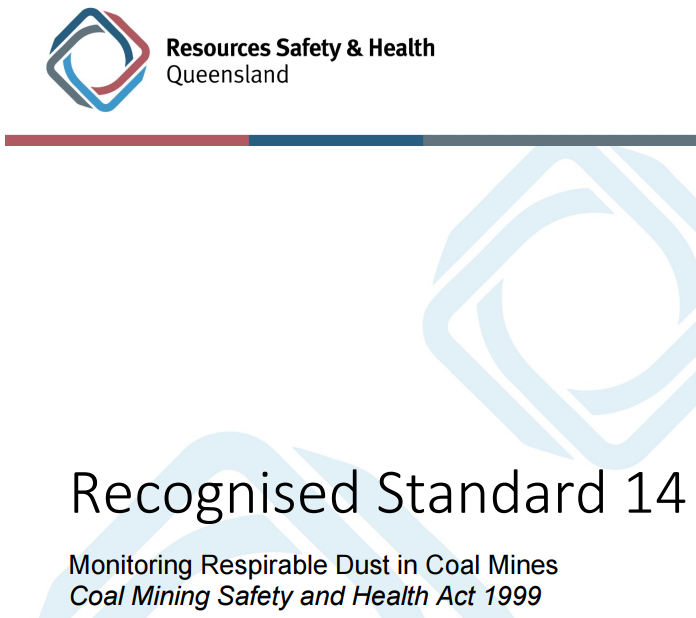 Resources Safety & Health
Queensland
Recognised Standard 14
Monitoring Respirable Dust in Coal Mines
Coal Mining Safety and Health Act 1999